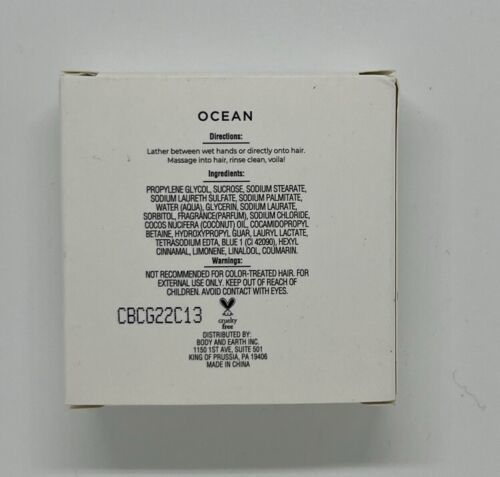 OCEAN
Directions:
Lather between wet hands or directly onto hair.
Massage into hair, rinse clean, voila!
Ingredients:
PROPYLENE GLYCOL, SUCROSE, SODIUM STEARATE,
SODIUM LAURETH SULFATE, SODIUM PALMITATE,
WATER (AQUA), GLYCERIN, SODIUM LAURATE,
SORBITOL, FRAGRANCE(PARFUM), SODIUM CHLORIDE,
COCOS NUCIFERA (COCONUT) OIL, COCAMIDOPROPYL
BETAINE, HYDROXYPROPYL GUAR, LAURYL LACTATE,
TETRASODIUM EDTA, BLUE 1 (CI 42090), HEXYL
CINNAMAL, LIMONENE, LINALOOL, COUMARIN.
Warnings:
NOT RECOMMENDED FOR COLOR-TREATED HAIR. FOR
EXTERNAL USE ONLY. KEEP OUT OF REACH OF
CHILDREN. AVOID CONTACT WITH EYES.
CBCG22C13
cruelty
free
DISTRIBUTED BY:
BODY AND EARTH INC.
1150 1ST AVE, SUITE 501
KING OF PRUSSIA, PA 19406
MADE IN CHINA